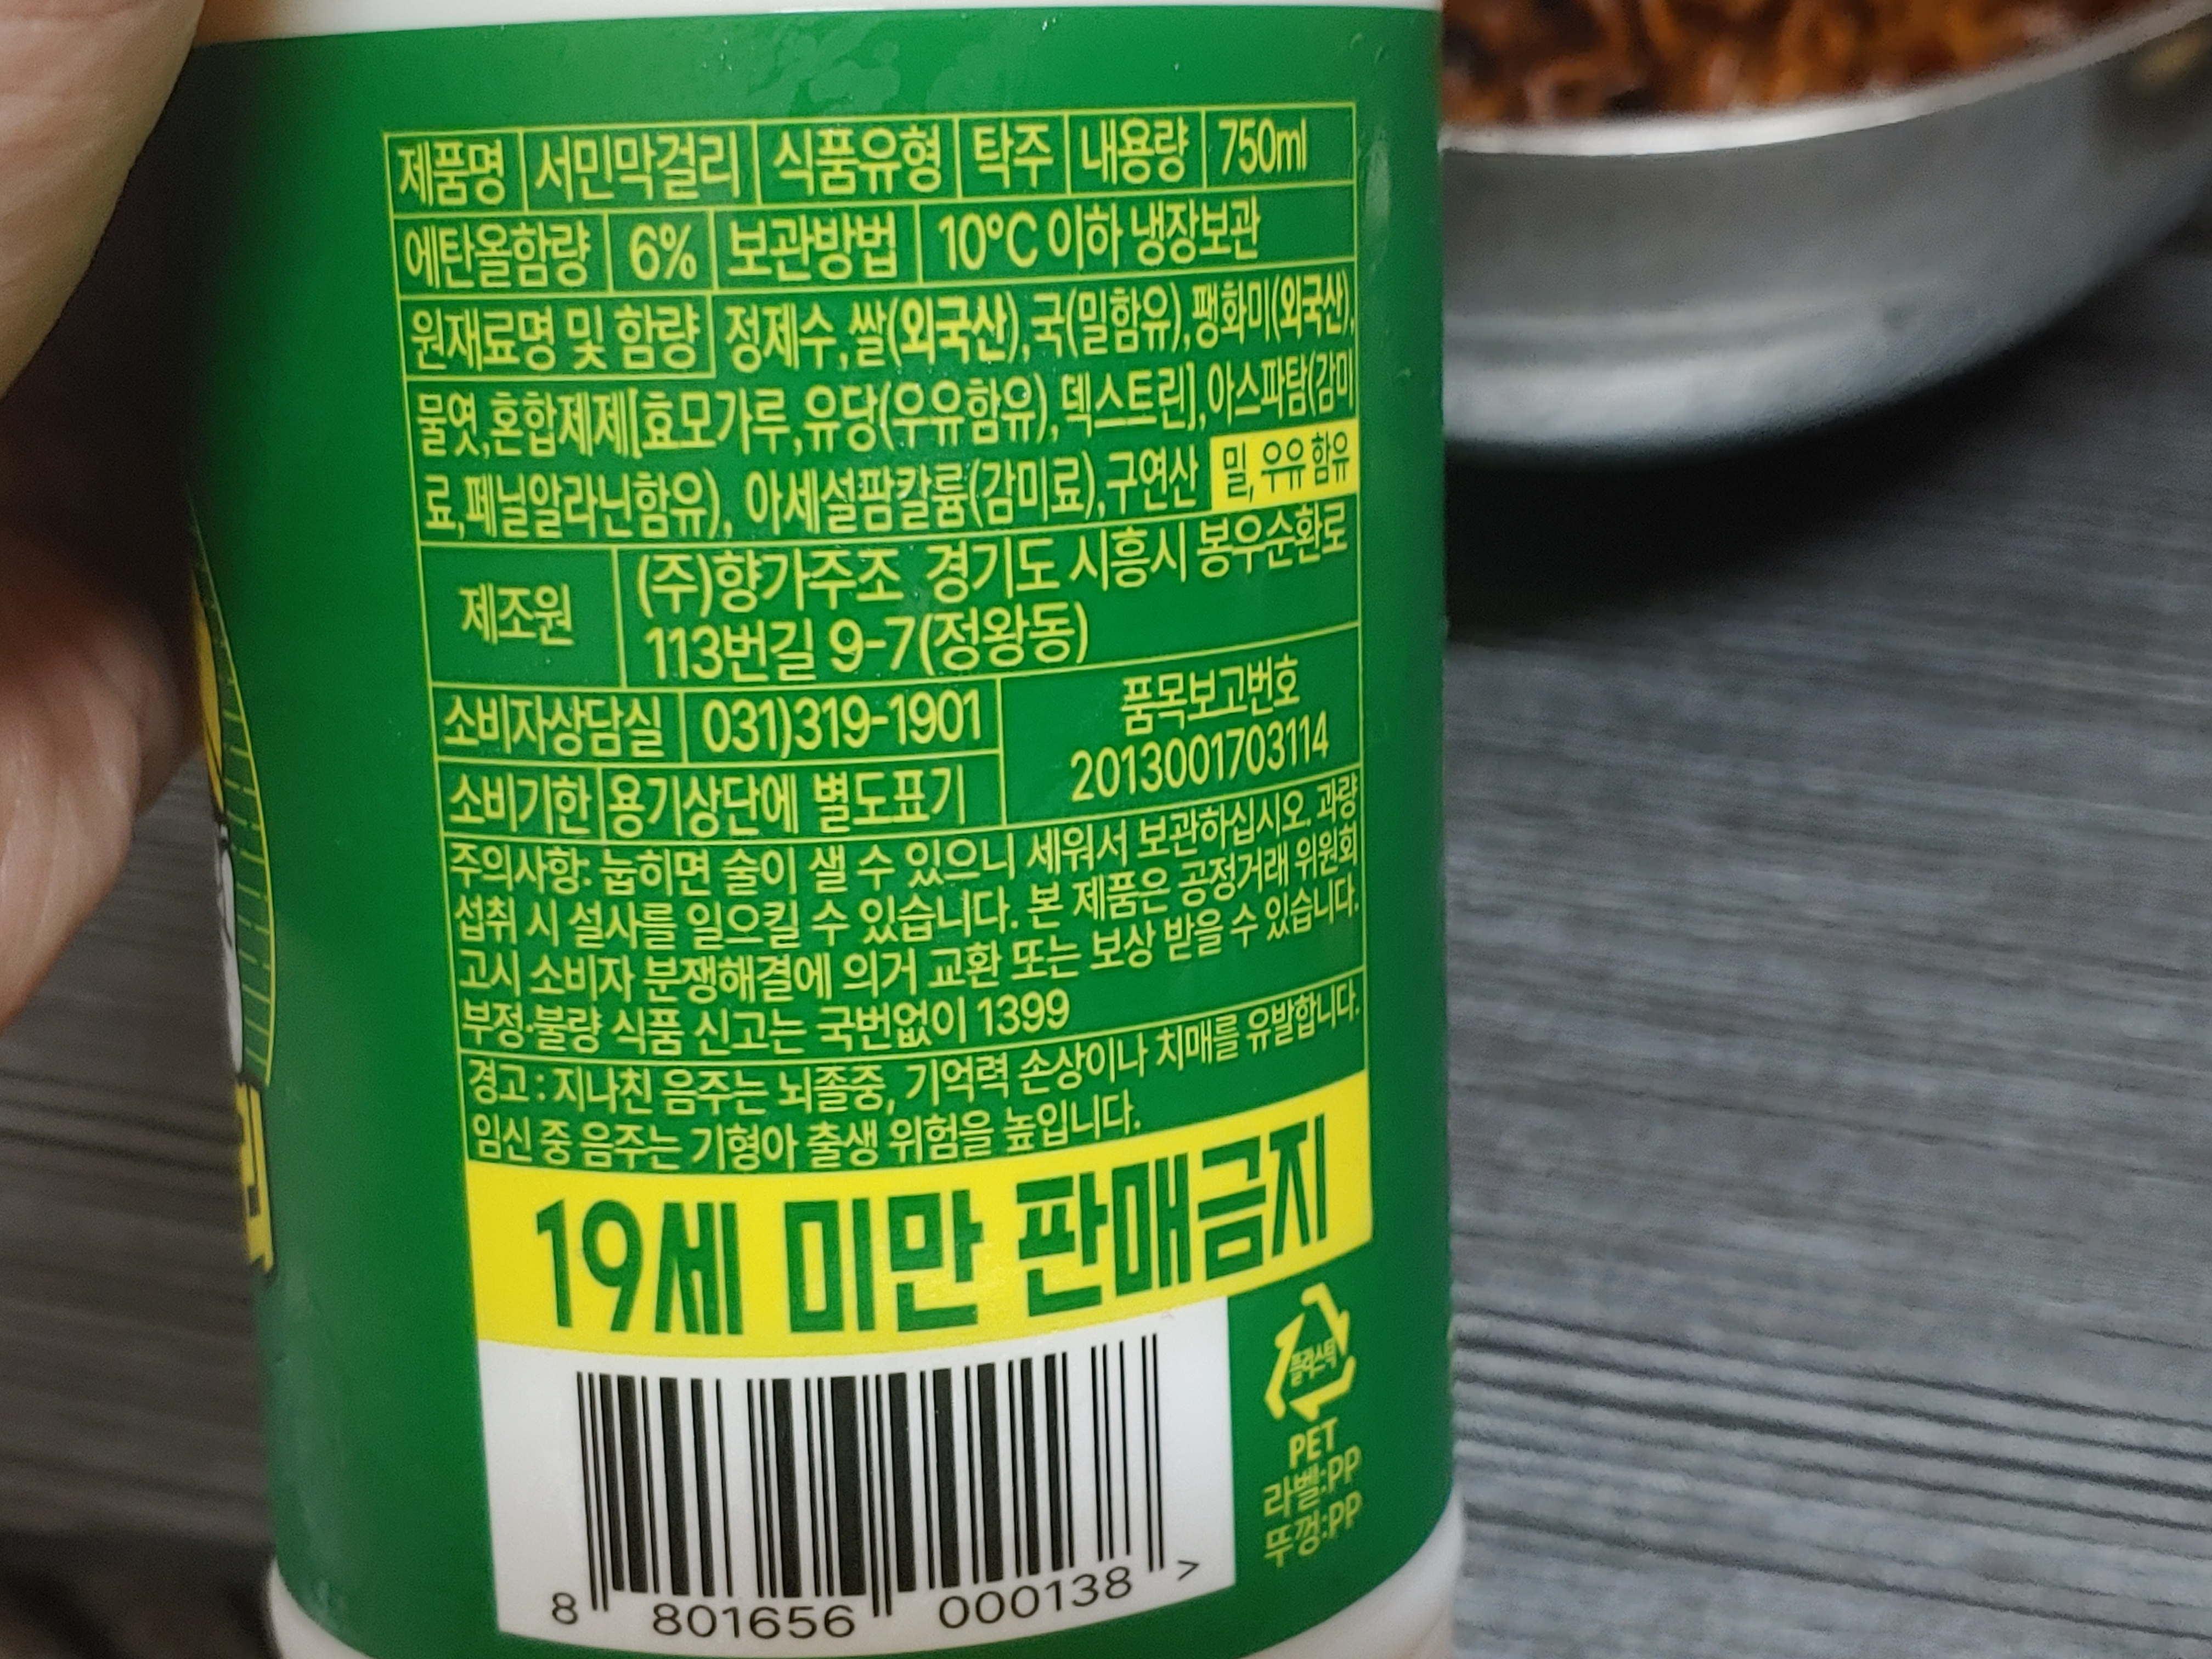 제품명 서민막걸리 식품유형 탁주 내용량 750ml
에탄올함량 6% 보관방법 10°C 이하 냉장보관
원재료명 및 함량 정제수,쌀(외국산),국(밀함유),팽화미(외국산),
물엿,혼합제제[효모가루,유당(우유함유),덱스트린],아스파탐(감미
료,페닐알라닌함유), 아세설팜칼륨(감미료),구연산 밀, 우유 함유
제조원 (주)향가주조 경기도 시흥시 봉우순환로
113번길 9-7(정왕동)
소비자상담실 031)319-1901
품목보고번호
2013001703114
소비기한 용기상단에 별도표기
주의사항: 눕히면 술이 샐 수 있으니 세워서 보관하십시오. 과량
섭취 시 설사를 일으킬 수 있습니다. 본 제품은 공정거래 위원회
고시 소비자 분쟁해결에 의거 교환 또는 보상 받을 수 있습니다.
부정·불량 식품 신고는 국번없이 1399
경고 : 지나친 음주는 뇌졸중, 기억력 손상이나 치매를 유발합니다.
임신 중 음주는 기형아 출생 위험을 높입니다.
19세 미만 판매금지
플라스틱
PET
라벨:PP
뚜껑:PP
8 801656 000138 >